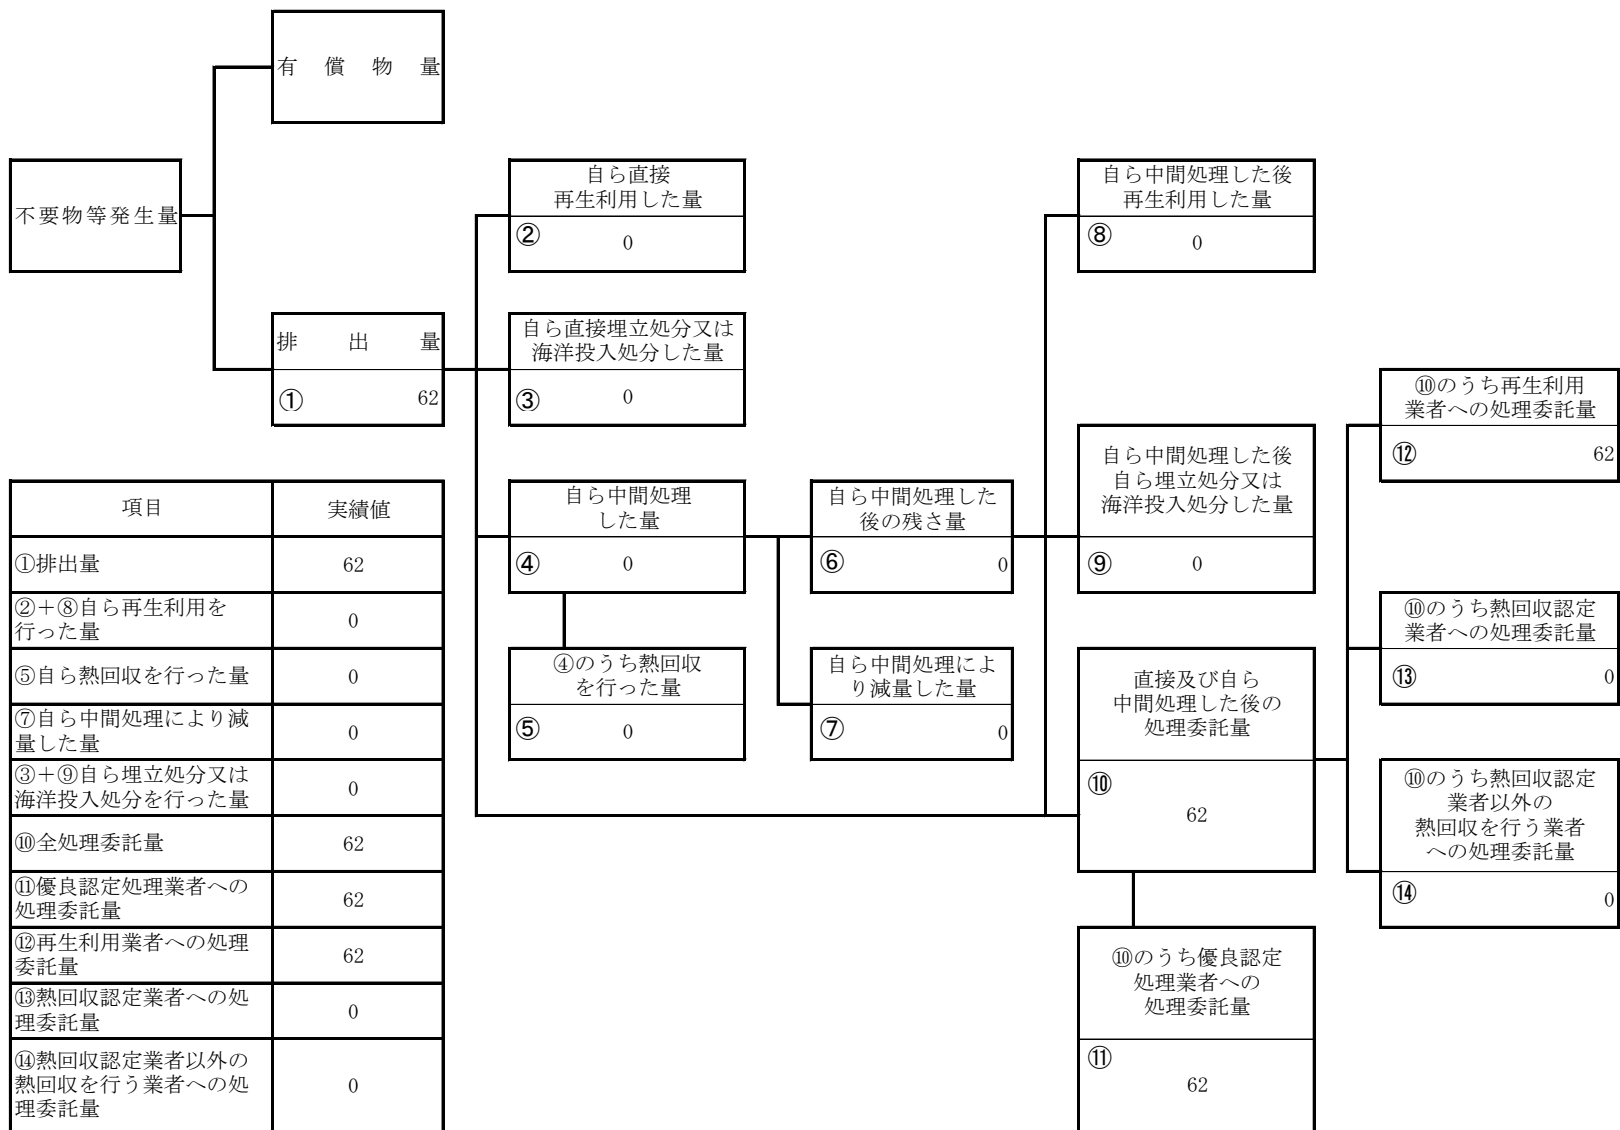 有償物量
不要物等発生量
排出量
① 62
自ら直接
再生利用した量
② 0
自ら直接埋立処分又は
海洋投入処分した量
③ 0
自ら中間処理
した量
④ 0
④のうち熱回収
を行った量
⑤ 0
自ら中間処理した
後の残さ量
⑥ 0
自ら中間処理によ
り減量した量
⑦ 0
自ら中間処理した後
再生利用した量
⑧ 0
自ら中間処理した後
自ら埋立処分又は
海洋投入処分した量
⑨ 0
直接及び自ら
中間処理した後の
処理委託量
⑩
62
⑩のうち優良認定
処理業者への
処理委託量
⑪
62
⑩のうち再生利用
業者への処理委託量
⑫ 62
⑩のうち熱回収認定
業者への処理委託量
⑬ 0
⑩のうち熱回収認定
業者以外の
熱回収を行う業者
への処理委託量
⑭ 0
項目 実績値
①排出量 62
②+⑧自ら再生利用を
行った量 0
⑤自ら熱回収を行った量 0
⑦自ら中間処理により減
量した量 0
③+⑨自ら埋立処分又は
海洋投入処分を行った量 0
⑩全処理委託量 62
⑪優良認定処理業者への
処理委託量 62
⑫再生利用業者への処理
委託量 62
⑬熱回収認定業者への処
理委託量 0
⑭熱回収認定業者以外の
熱回収を行う業者への処
理委託量 0